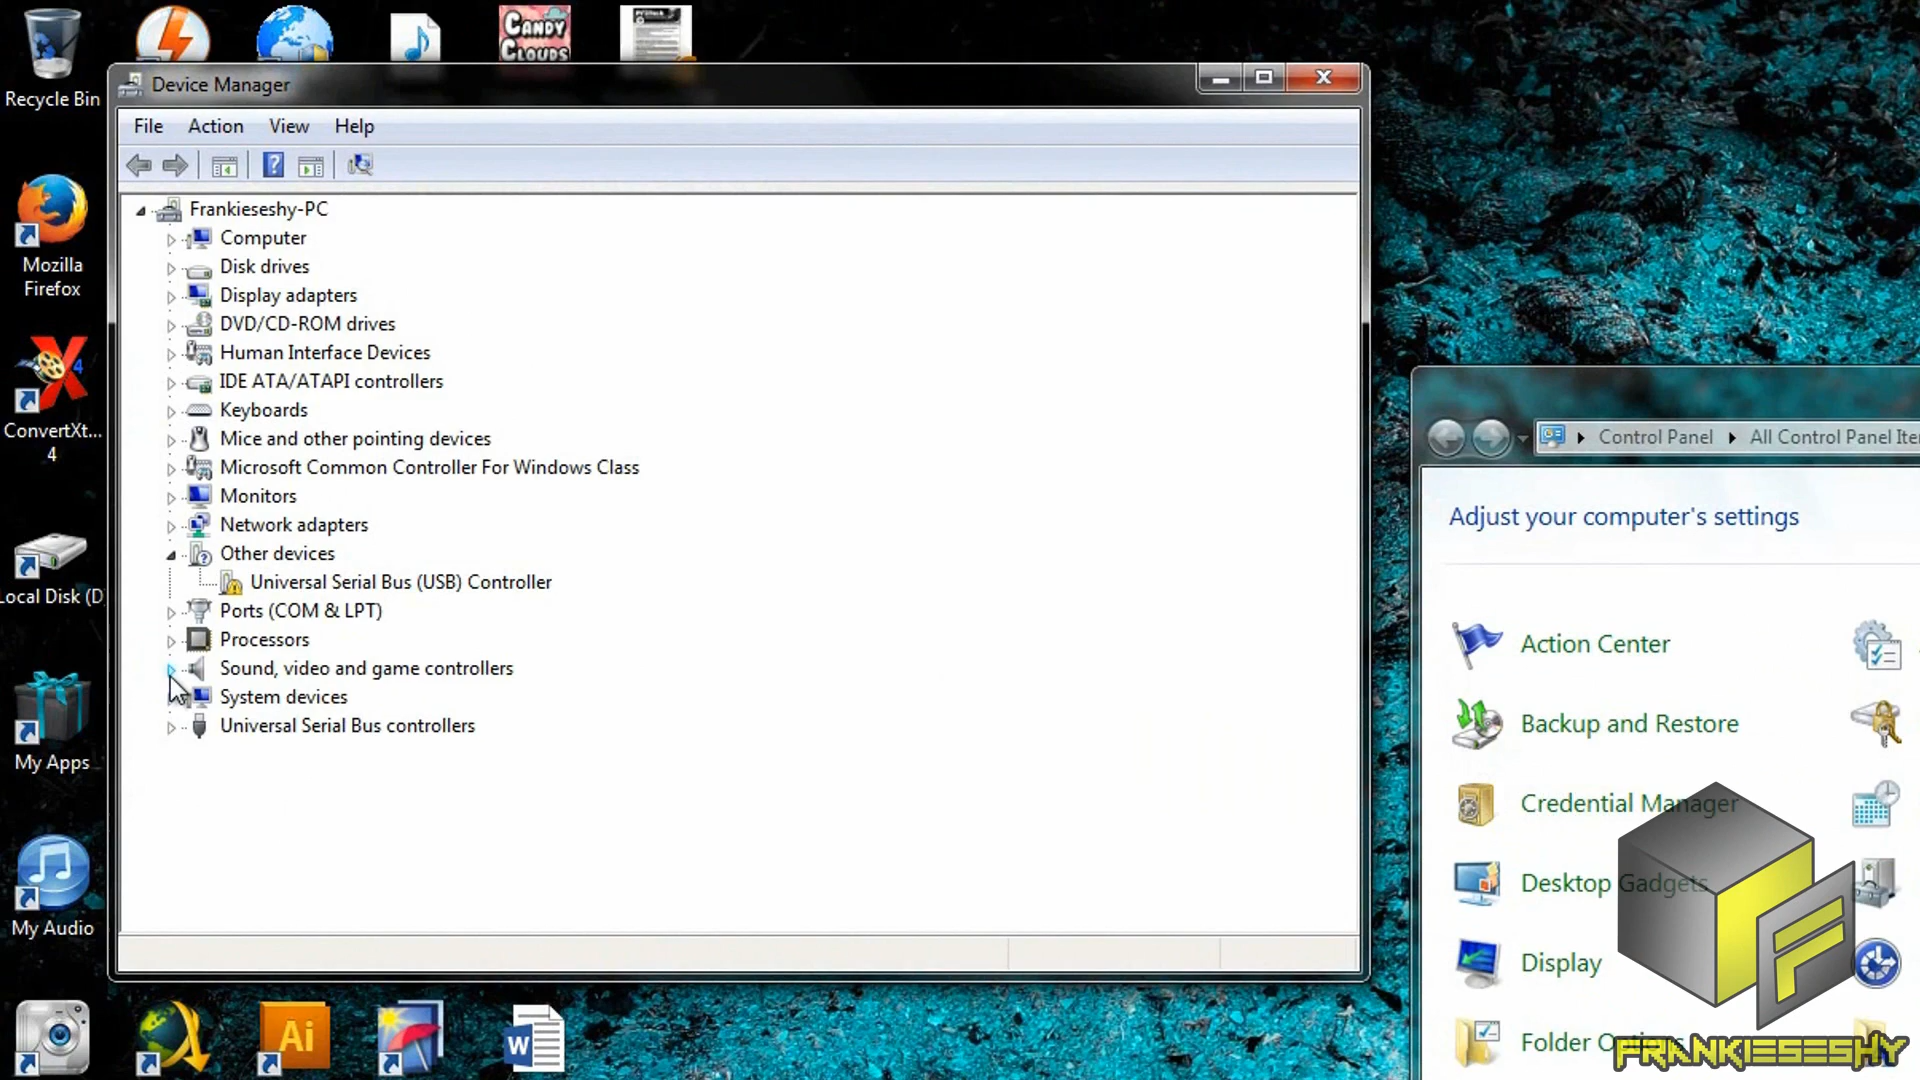 CANDY
CLOUDS
Recycle Bin
Device Manager
File Action View Help
Frankieseshy-PC
Computer
Disk drives
Display adapters
DVD/CD-ROM drives
Human Interface Devices
IDE ATA/ATAPI controllers
Keyboards
Mice and other pointing devices
Microsoft Common Controller For Windows Class
Monitors
Network adapters
Other devices
Universal Serial Bus (USB) Controller
Ports (COM & LPT)
Processors
Sound, video and game controllers
System devices
Universal Serial Bus controllers
Mozilla
Firefox
4
ConvertXt...
4
Local Disk (D
My Apps
My Audio
Ai
W
Control Panel All Control Panel Ite
Adjust your computer's settings
Action Center
Backup and Restore
Credential Manager
Desktop Gadgets
Display
Folder Option
F
FRANKIESESHY